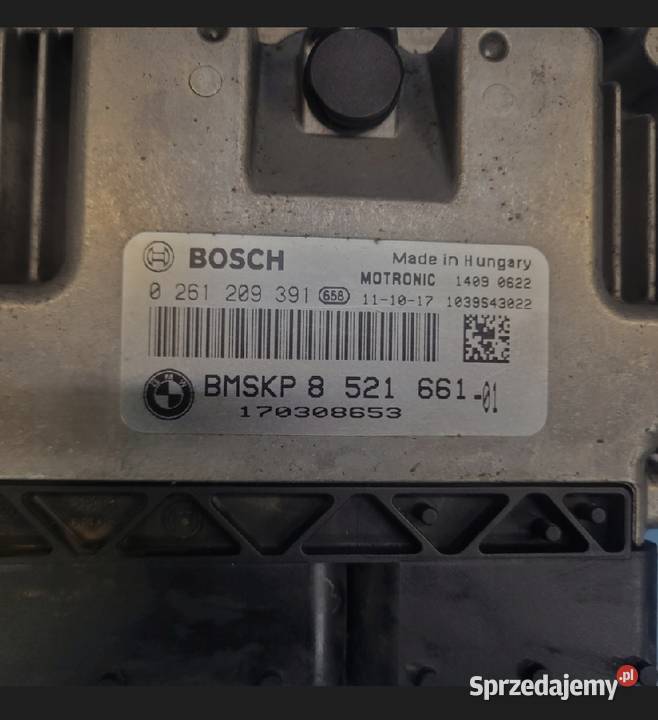 BOSCH
Made in Hungary
MOTRONIC 1409 0622
0 261 209 391 658 11-10-17 1039S43022
BMSKP 8 521 661-01
170308653
Sprzedajemy.pl